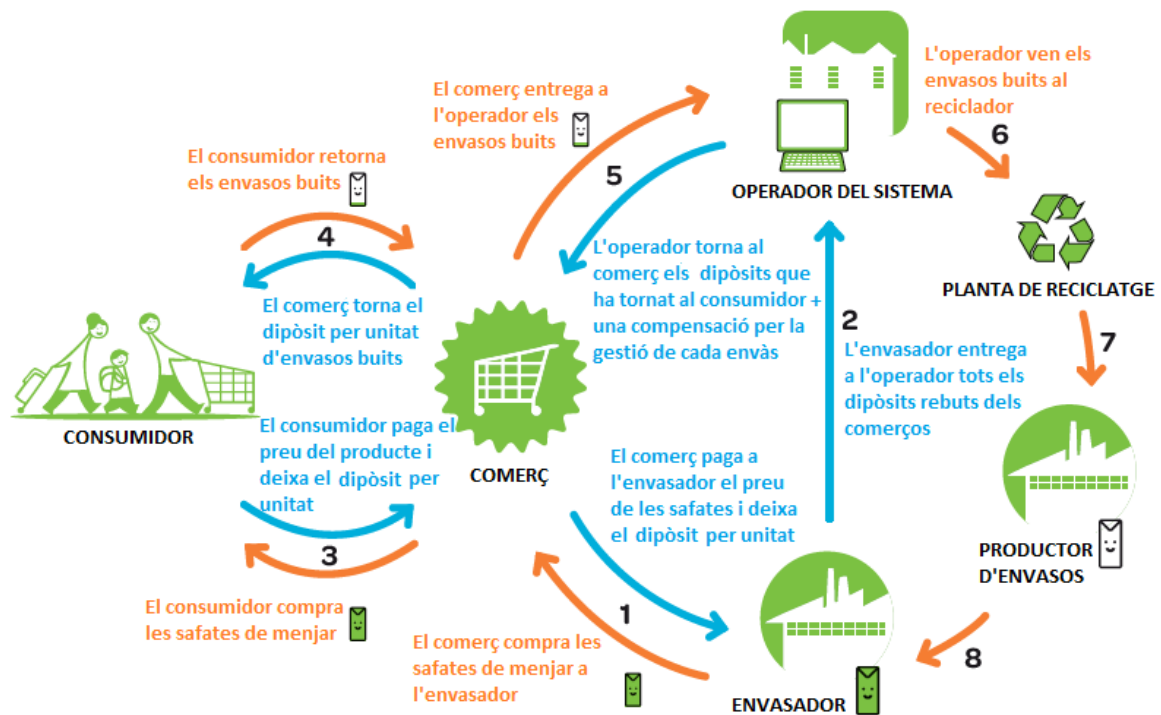 L'operador ven els
envasos buits al
reciclador
6
El comerç entrega a
l'operador els
envasos buits
5
OPERADOR DEL SISTEMA
El consumidor retorna
els envasos buits
4
L'operador torna al
comerç els dipòsits que
ha tornat al consumidor +
una compensació per la
gestió de cada envàs
PLANTA DE RECICLATGE
El comerç torna el
dipòsit per unitat
d'envasos buits
2
L'envasador entrega
a l'operador tots els
dipòsits rebuts dels
comerços
7
CONSUMIDOR
El consumidor paga el
preu del producte i
deixa el dipòsit per
unitat
COMERÇ
El comerç paga a
l'envasador el preu
de les safates i deixa
el dipòsit per unitat
3
PRODUCTOR
D'ENVASOS
El consumidor compra
les safates de menjar
1
El comerç compra les
safates de menjar a
l'envasador
8
ENVASADOR